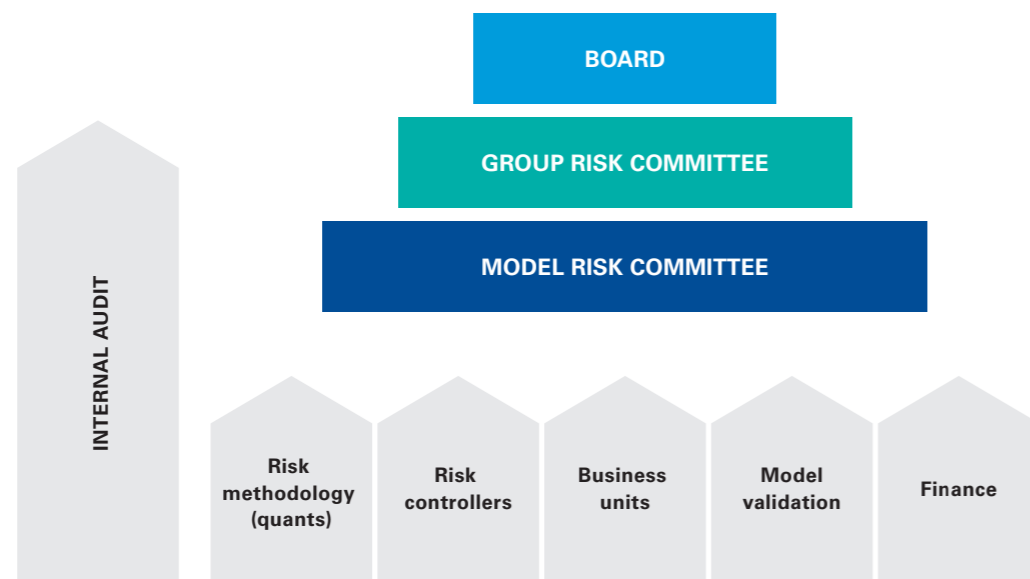 BOARD
GROUP RISK COMMITTEE
MODEL RISK COMMITTEE
INTERNAL AUDIT
Risk
methodology
(quants)
Risk
controllers
Business
units
Model
validation
Finance